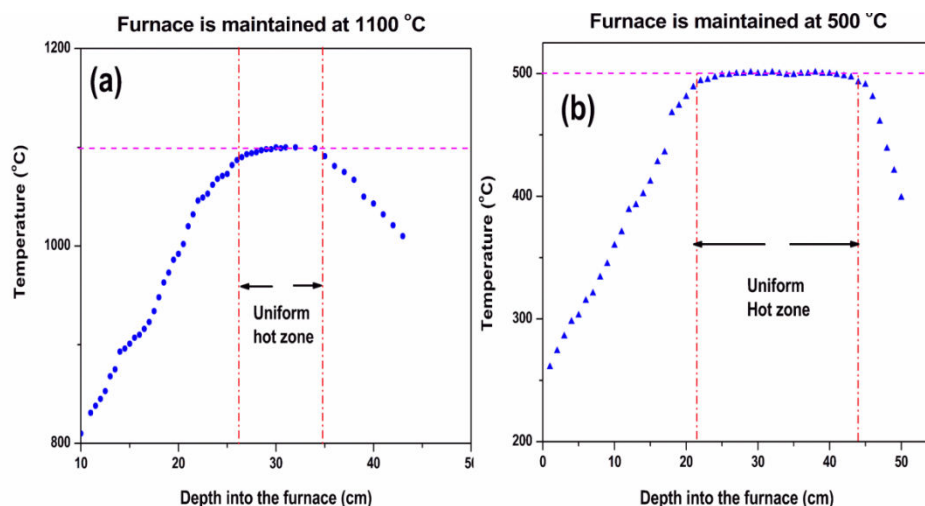 Furnace is maintained at 1100 °C
(a)
Temperature (°C)
1200
1000
800
Uniform
hot zone
10 20 30 40 50
Depth into the furnace (cm)
Furnace is maintained at 500 °C
(b)
Temperature (°C)
500
400
300
200
Uniform
Hot zone
0 10 20 30 40 50
Depth into the furnace (cm)